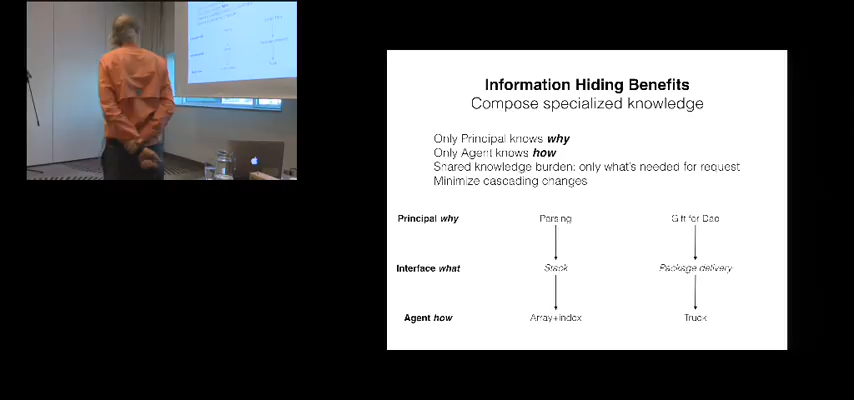 Information Hiding Benefits
Compose specialized knowledge
Only Principal knows why
Only Agent knows how
Shared knowledge burden: only what's needed for request
Minimize cascading changes
Principal why Parsing Gift for Dad
Interface what Stack Package delivery
Agent how Array+Index Truck